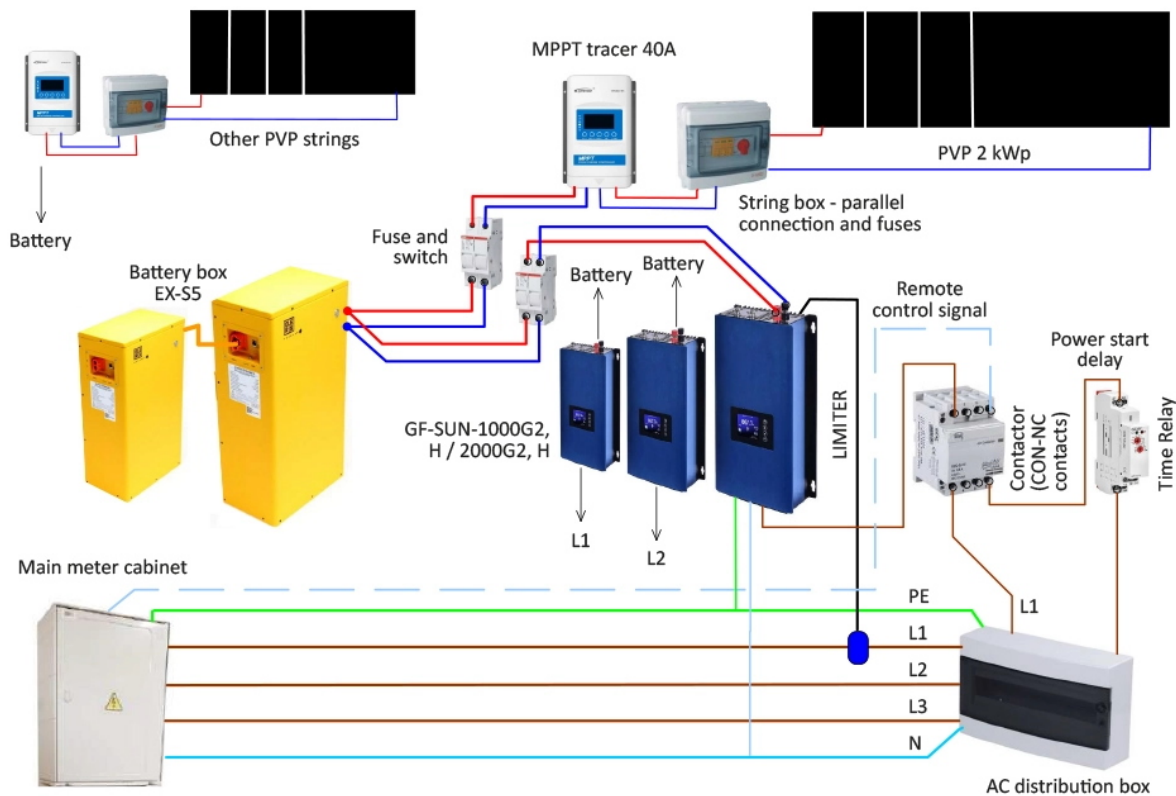 MPPT tracer 40A
Other PVP strings
PVP 2 kWp
String box - parallel
connection and fuses
Battery
Fuse and
switch
Battery box
EX-S5
Battery
Battery
Remote
control signal
Power start
delay
GF-SUN-1000G2,
H / 2000G2, H
LIMITER
Contactor
(CON-NC
contacts)
Time Relay
L1
L2
Main meter cabinet
PE
L1
L1
L2
L3
N
AC distribution box
MPPT
MPPT